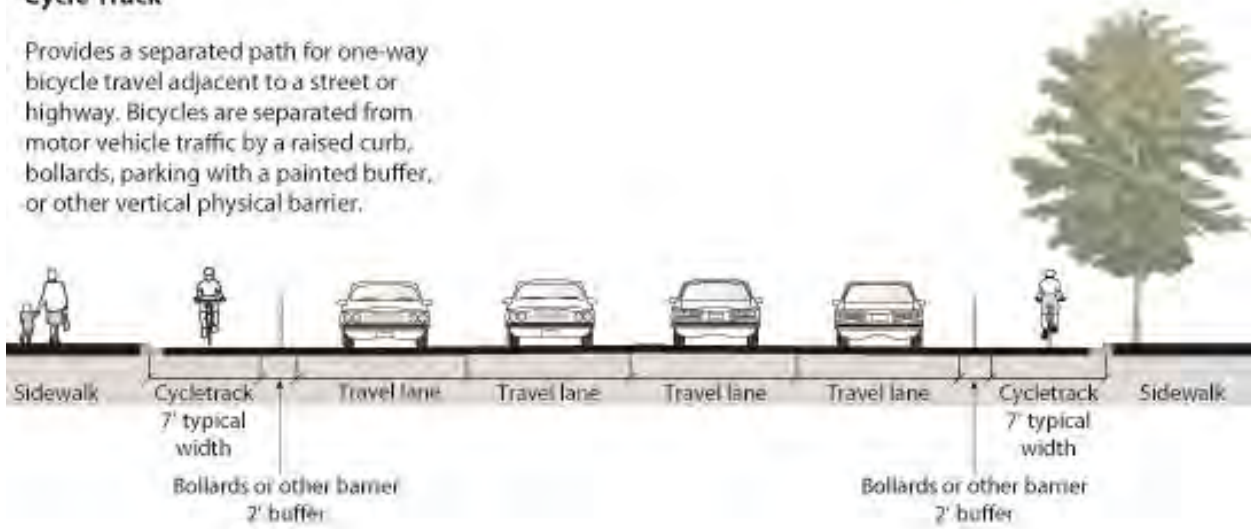 Cycle Track
Provides a separated path for one-way
bicycle travel adjacent to a street or
highway. Bicycles are separated from
motor vehicle traffic by a raised curb,
bollards, parking with a painted buffer,
or other vertical physical barrier.
Sidewalk Cycletrack Travel lane Travel lane Travel lane Travel lane Cycletrack Sidewalk
7' typical 7' typical
width width
Bollards or other barrier Bollards or other barrier
2' buffer 2' buffer